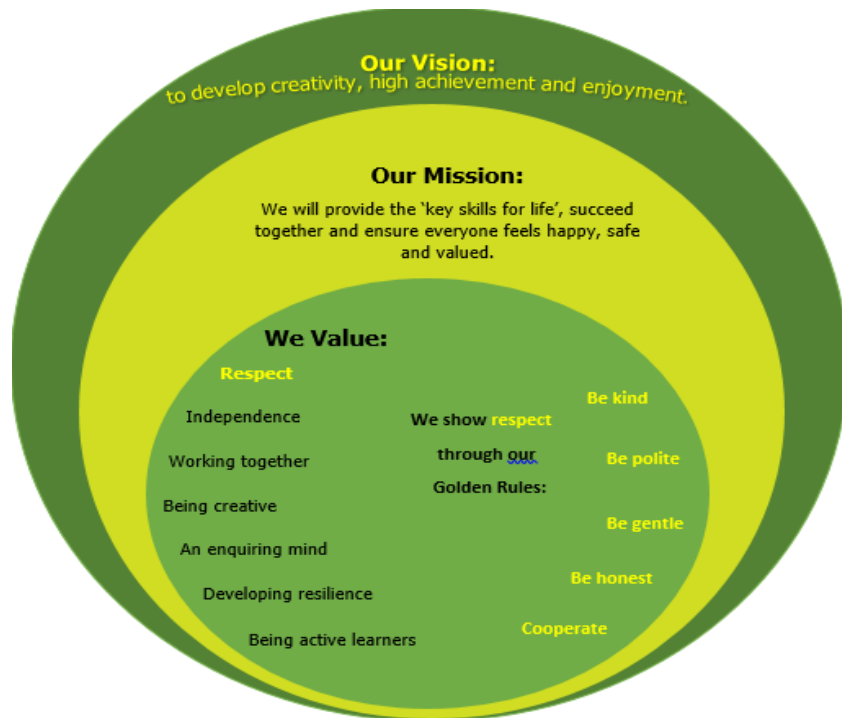 Our Vision:
to develop creativity, high achievement and enjoyment.
Our Mission:
We will provide the ‘key skills for life’, succeed
together and ensure everyone feels happy, safe
and valued.
We Value:
Respect
Independence
Working together
Being creative
An enquiring mind
Developing resilience
Being active learners
We show respect
through our
Golden Rules:
Be kind
Be polite
Be gentle
Be honest
Cooperate